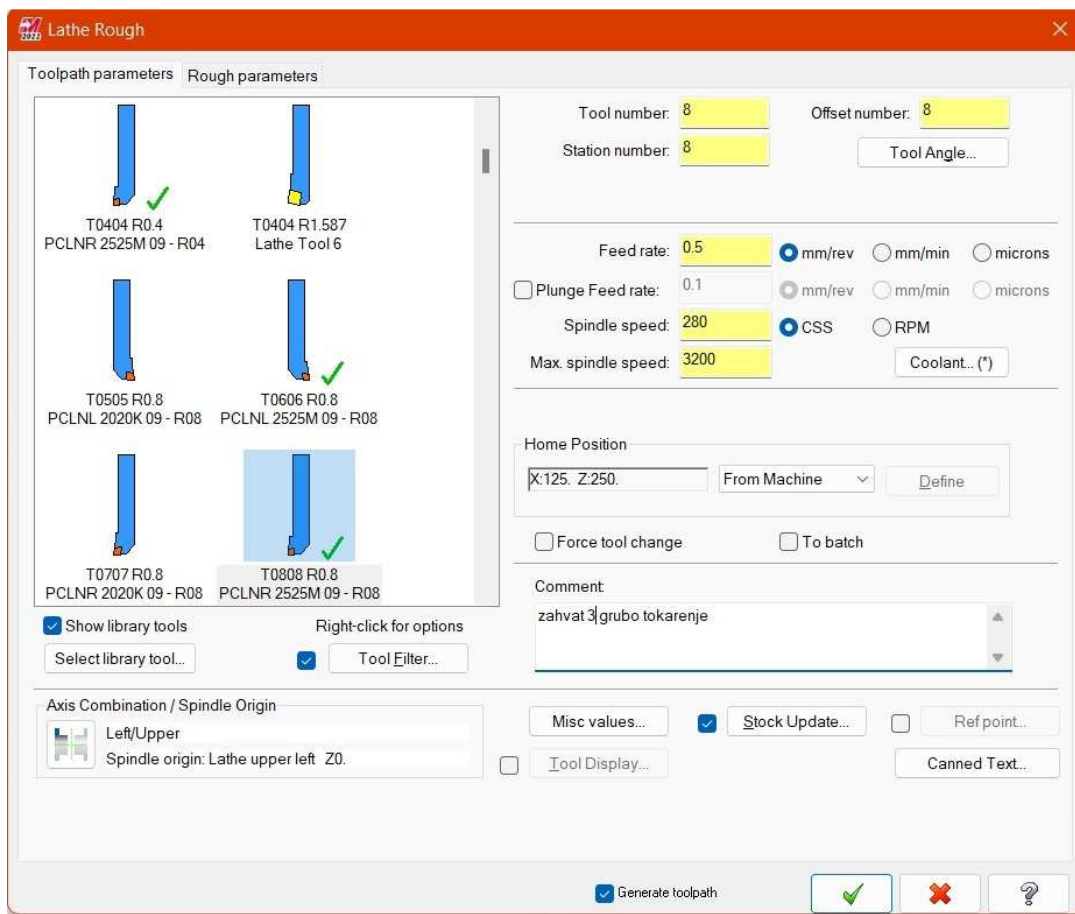 Lathe Rough
Toolpath parameters Rough parameters
T0404 R0.4
PCLNR 2525M 09 - R04
T0404 R1.587
Lathe Tool 6
T0505 R0.8
PCLNL 2020K 09 - R08
T0606 R0.8
PCLNL 2525M 09 - R08
T0707 R0.8
PCLNR 2020K 09 - R08
T0808 R0.8
PCLNR 2525M 09 - R08
Show library tools Right-click for options
Select library tool... Tool Filter...
Axis Combination / Spindle Origin
Left/Upper
Spindle origin: Lathe upper left Z0.
Tool number: 8 Offset number: 8
Station number: 8 Tool Angle...
Feed rate: 0.5 mm/rev mm/min microns
Plunge Feed rate: 0.1 mm/rev mm/min microns
Spindle speed: 280 CSS RPM
Max. spindle speed: 3200 Coolant... (*)
Home Position
X:125. Z:250. From Machine Define
Force tool change To batch
Comment:
zahvat 3 grubo tokarenje
Misc values... Stock Update... Ref point...
Tool Display... Canned Text...
Generate toolpath